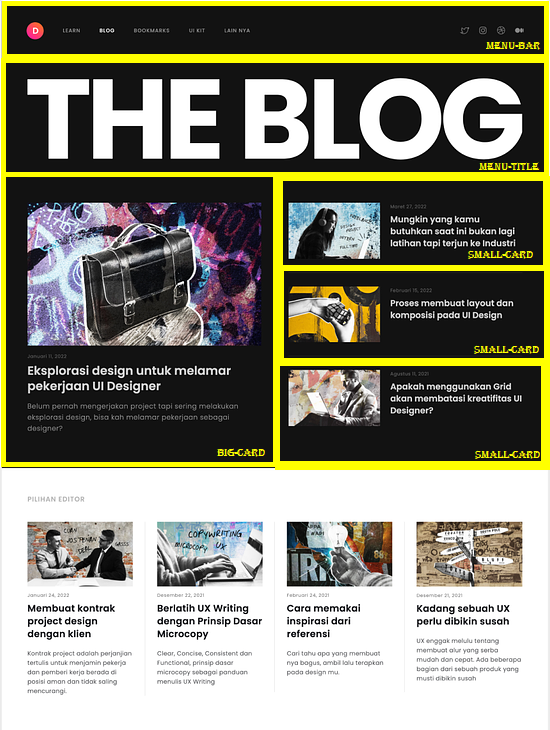 D LEARN BLOG BOOKMARKS UI KIT LAIN NYA
MENU-BAR
THE BLOG
MENU-TITLE
Januari 11, 2022
Eksplorasi design untuk melamar
pekerjaan UI Designer
Belum pernah mengerjakan project tapi sering melakukan
eksplorasi design, bisa kah melamar pekerjaan sebagai
designer?
BIG-CARD
Maret 27, 2022
Mungkin yang kamu
butuhkan saat ini bukan lagi
latihan tapi terjun ke Industri
SMALL-CARD
Februari 15, 2022
Proses membuat layout dan
komposisi pada UI Design
SMALL-CARD
Agustus 11, 2021
Apakah menggunakan Grid
akan membatasi kreatifitas UI
Designer?
SMALL-CARD
PILIHAN EDITOR
Januari 24, 2022
Membuat kontrak
project design
dengan klien
Kontrak project adalah perjanjian
tertulis untuk menjamin pekerja
dan pemberi kerja berada di
posisi aman dan tidak saling
mencurangi.
COPYWRITING
MICROCOPY UX
Desember 22, 2021
Berlatih UX Writing
dengan Prinsip Dasar
Microcopy
Clear, Concise, Consistent dan
Functional, prinsip dasar
microcopy sebagai panduan
menulis UX Writing
Februari 24, 2021
Cara memakai
inspirasi dari
referensi
Cari tahu apa yang membuat
nya bagus, ambil lalu terapkan
pada design mu.
Desember 21, 2021
Kadang sebuah UX
perlu dibikin susah
UX enggak melulu tentang
membuat alur yang serba
mudah dan cepat. Ada beberapa
bagian dari sebuah produk yang
musti dibikin susah